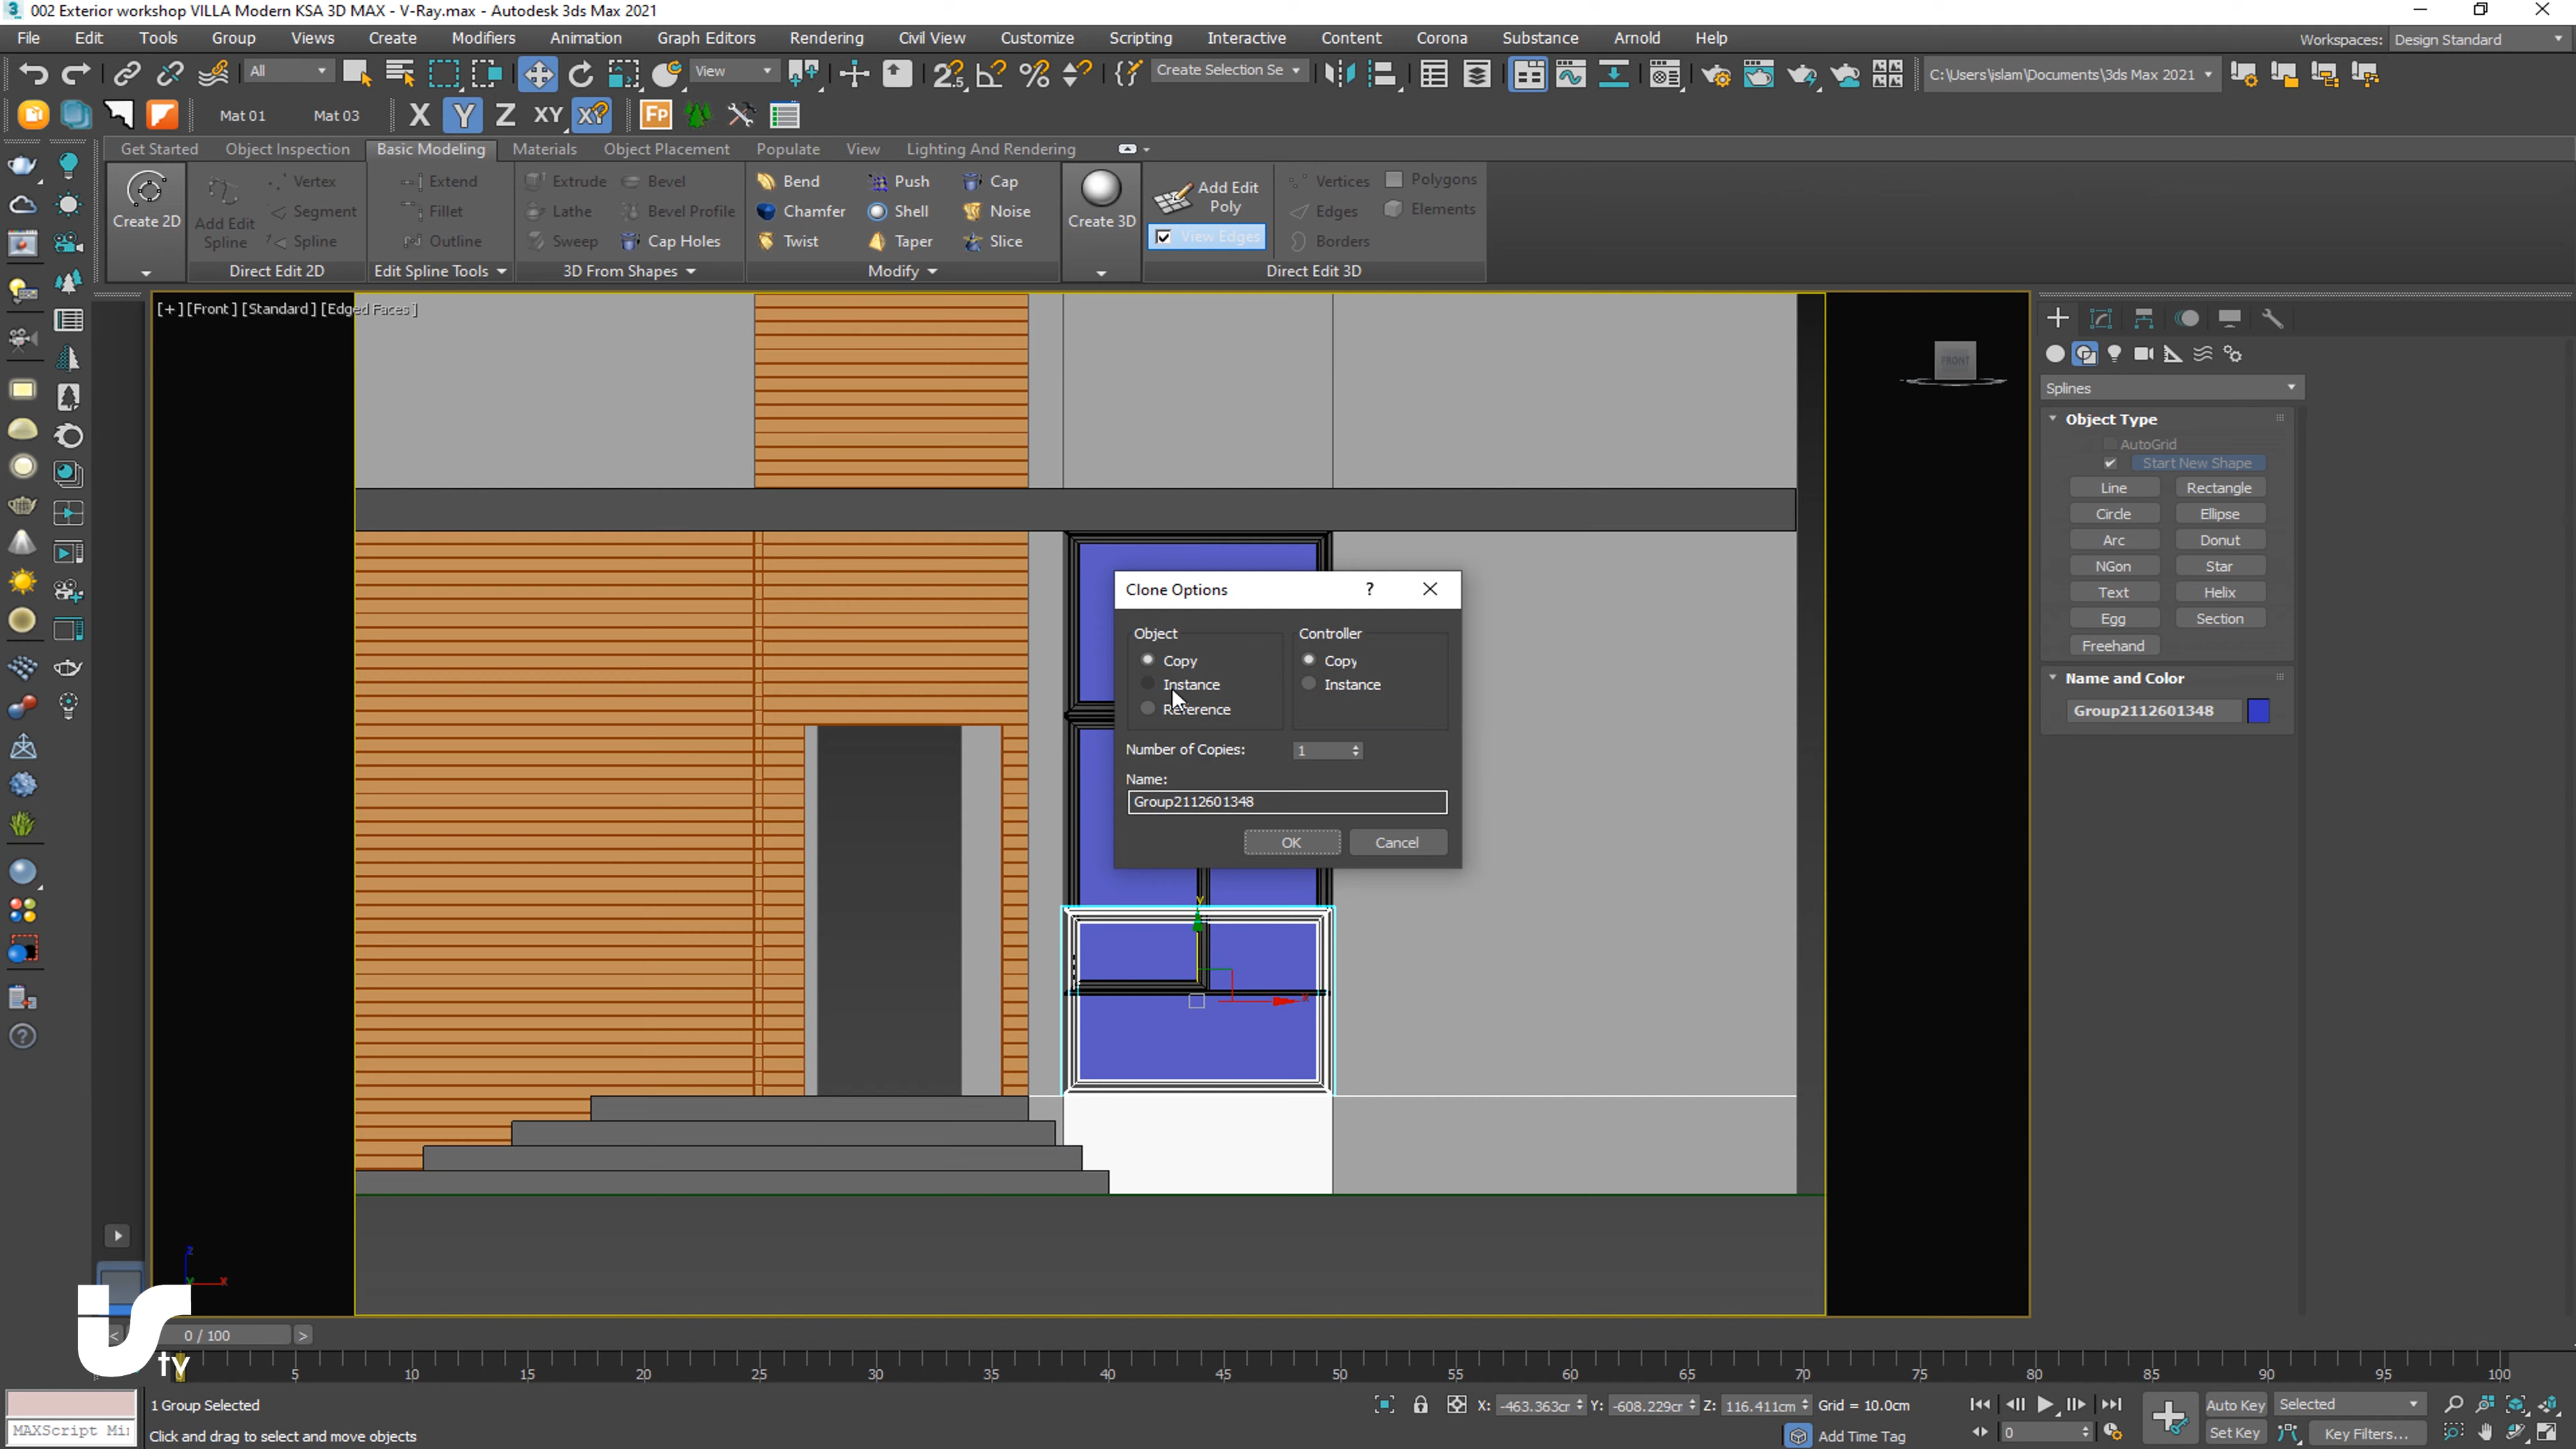 002 Exterior workshop VILLA Modern KSA 3D MAX - V-Ray.max - Autodesk 3ds Max 2021
File Edit Tools Group Views Create Modifiers Animation Graph Editors Rendering Civil View Customize Scripting Interactive Content Corona Substance Arnold Help
Workspaces: Design Standard
All View Create Selection Se C:\Users\islam\Documents\3ds Max 2021
Mat 01 Mat 03 X Y Z XY Fp
Get Started Object Inspection Basic Modeling Materials Object Placement Populate View Lighting And Rendering
Create 2D
Add Edit Spline
Vertex
Segment
Spline
Direct Edit 2D
Extend
Fillet
Outline
Edit Spline Tools
Extrude Bevel
Lathe Bevel Profile
Sweep Cap Holes
3D From Shapes
Bend Push Cap
Chamfer Shell Noise
Twist Taper Slice
Modify
Create 3D
Add Edit Poly
View Edges
Vertices Polygons
Edges Elements
Borders
Direct Edit 3D
[+] [Front] [Standard] [Edged Faces]
FRONT
Clone Options ?
Object Controller
Copy Copy
Instance Instance
Reference
Number of Copies: 1
Name:
Group2112601348
OK Cancel
y
x
z
x
Splines
Object Type
AutoGrid
Start New Shape
Line Rectangle
Circle Ellipse
Arc Donut
NGon Star
Text Helix
Egg Section
Freehand
Name and Color
Group2112601348
tv
< 0 / 100 >
5 10 15 20 25 30 35 40 45 50 55 60 65 70 75 80 85 90 95 100
1 Group Selected
MAXScript Mi
Click and drag to select and move objects
X: -463.363cr Y: -608.229cr Z: 116.411cm Grid = 10.0cm
Add Time Tag
0
Auto Key Selected
Set Key Key Filters...